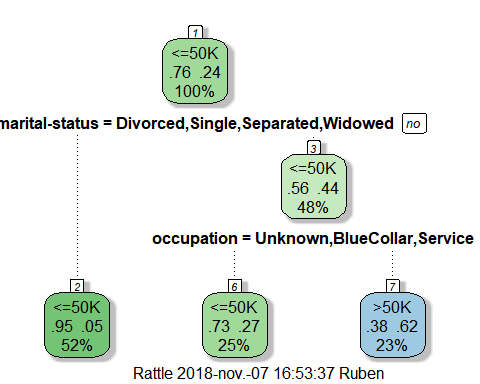 1
<=50K
.76 .24
100%
marital-status = Divorced,Single,Separated,Widowed no
3
<=50K
.56 .44
48%
occupation = Unknown,BlueCollar,Service
2 6 7
<=50K <=50K >50K
.95 .05 .73 .27 .38 .62
52% 25% 23%
Rattle 2018-nov.-07 16:53:37 Ruben